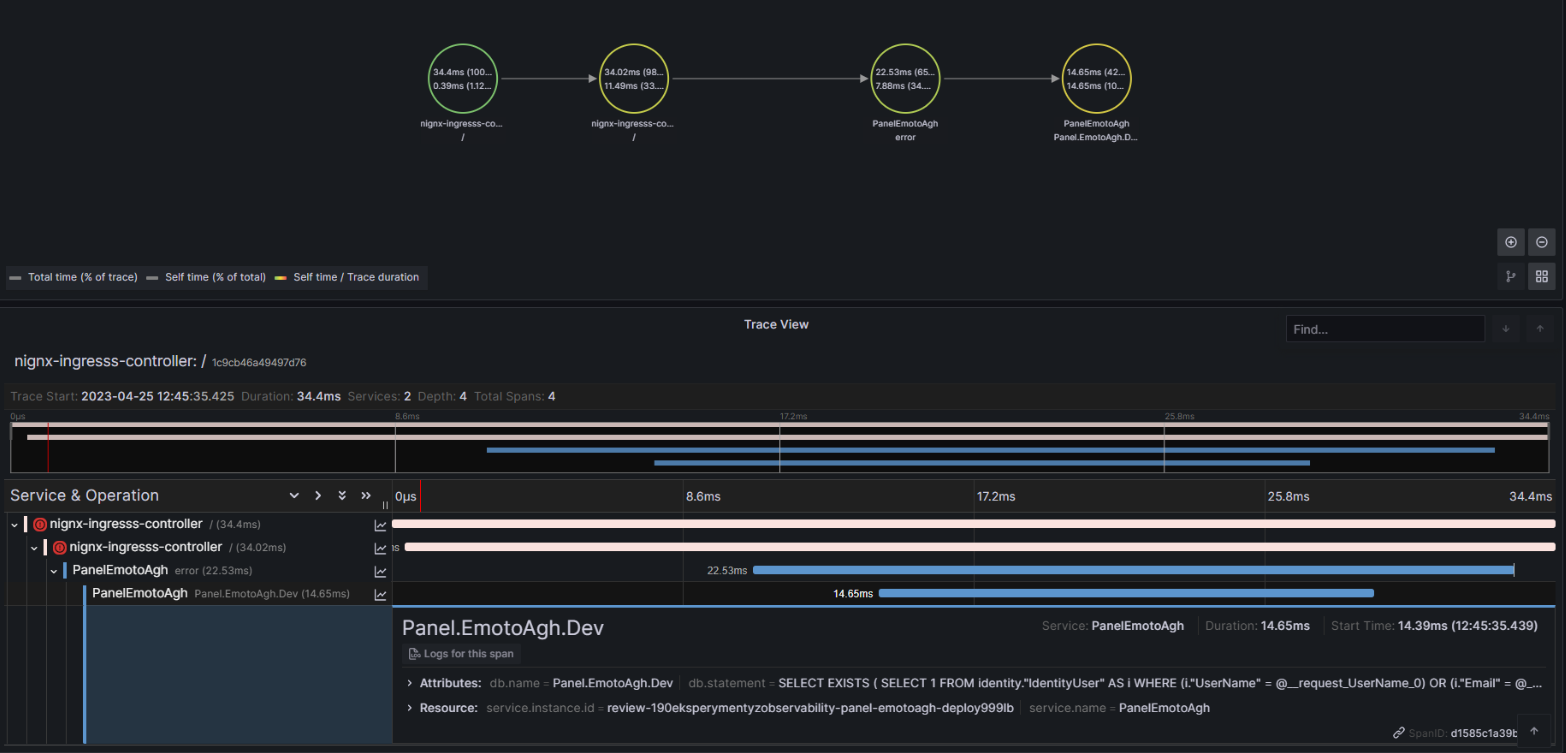 34.4ms (100...
0.39ms (1.12...
nignx-ingresss-co...
/
34.02ms (98...
11.49ms (33....
nignx-ingresss-co...
/
22.53ms (65...
7.88ms (34....
PanelEmotoAgh
error
14.65ms (42...
14.65ms (10...
PanelEmotoAgh
Panel.EmotoAgh.D...
Total time (% of trace) Self time (% of total) Self time / Trace duration
Trace View
Find...
nignx-ingresss-controller: / 1c9cb46a49497d76
Trace Start: 2023-04-25 12:45:35.425 Duration: 34.4ms Services: 2 Depth: 4 Total Spans: 4
0μs 8.6ms 17.2ms 25.8ms 34.4ms
Service & Operation 0μs 8.6ms 17.2ms 25.8ms 34.4ms
nignx-ingresss-controller / (34.4ms)
nignx-ingresss-controller / (34.02ms)
PanelEmotoAgh error (22.53ms) 22.53ms
PanelEmotoAgh Panel.EmotoAgh.Dev (14.65ms) 14.65ms
Panel.EmotoAgh.Dev Service: PanelEmotoAgh Duration: 14.65ms Start Time: 14.39ms (12:45:35.439)
Logs for this span
Attributes: db.name = Panel.EmotoAgh.Dev db.statement = SELECT EXISTS ( SELECT 1 FROM identity."IdentityUser" AS i WHERE (i."UserName" = @__request_UserName_0) OR (i."Email" = @_...
Resource: service.instance.id = review-190eksperymentyzobservability-panel-emotoagh-deploy999lb service.name = PanelEmotoAgh
SpanID: d1585c1a39b